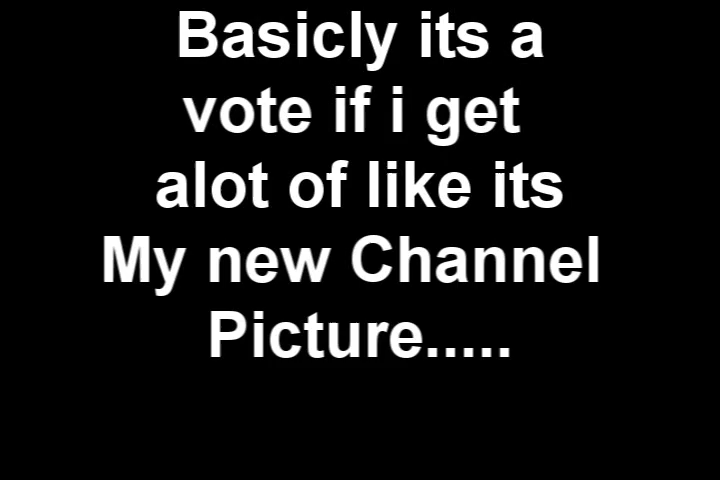 Basicly its a
vote if i get
alot of like its
My new Channel
Picture.....